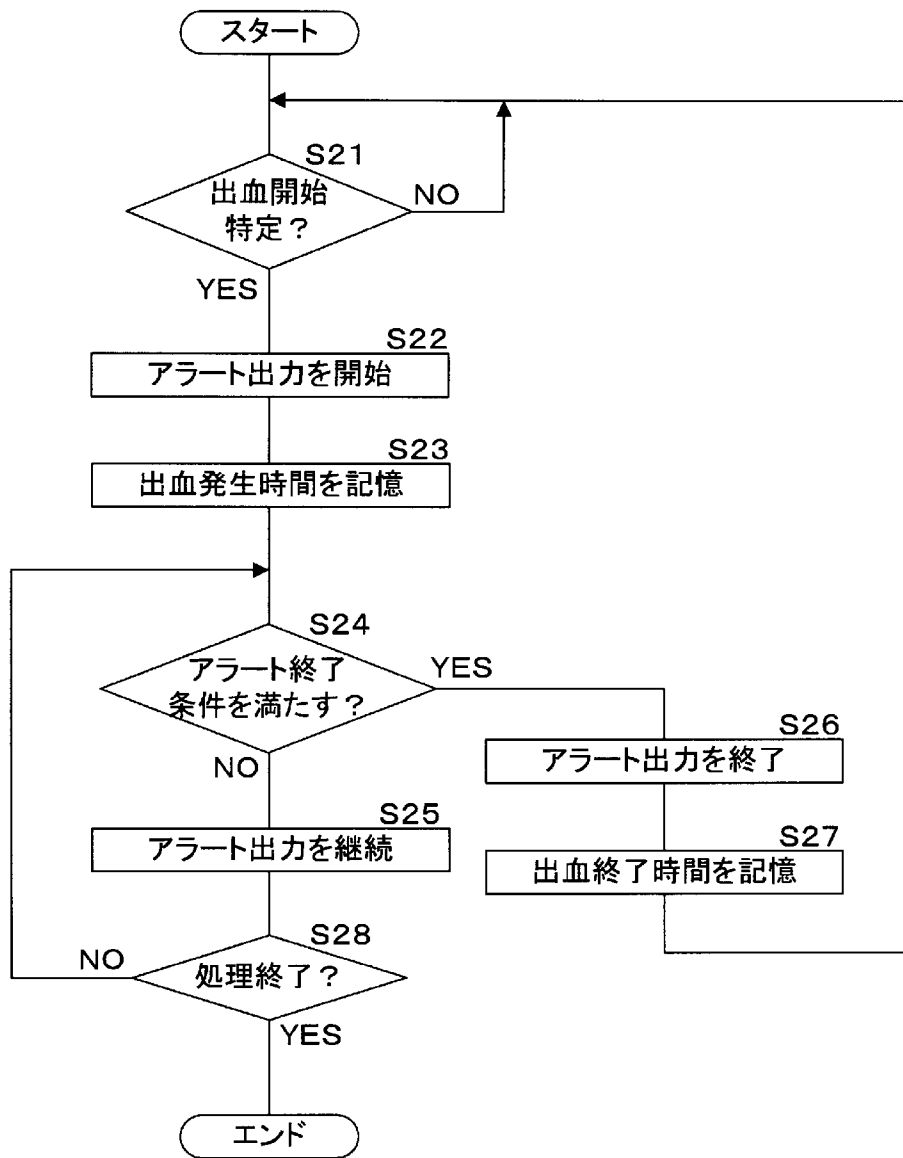 スタート
S21
出血開始
特定？
NO
YES
S22
アラート出力を開始
S23
出血発生時間を記憶
S24
アラート終了
条件を満たす？
YES
NO
S26
アラート出力を終了
S25
アラート出力を継続
S27
出血終了時間を記憶
S28
処理終了？
NO
YES
エンド